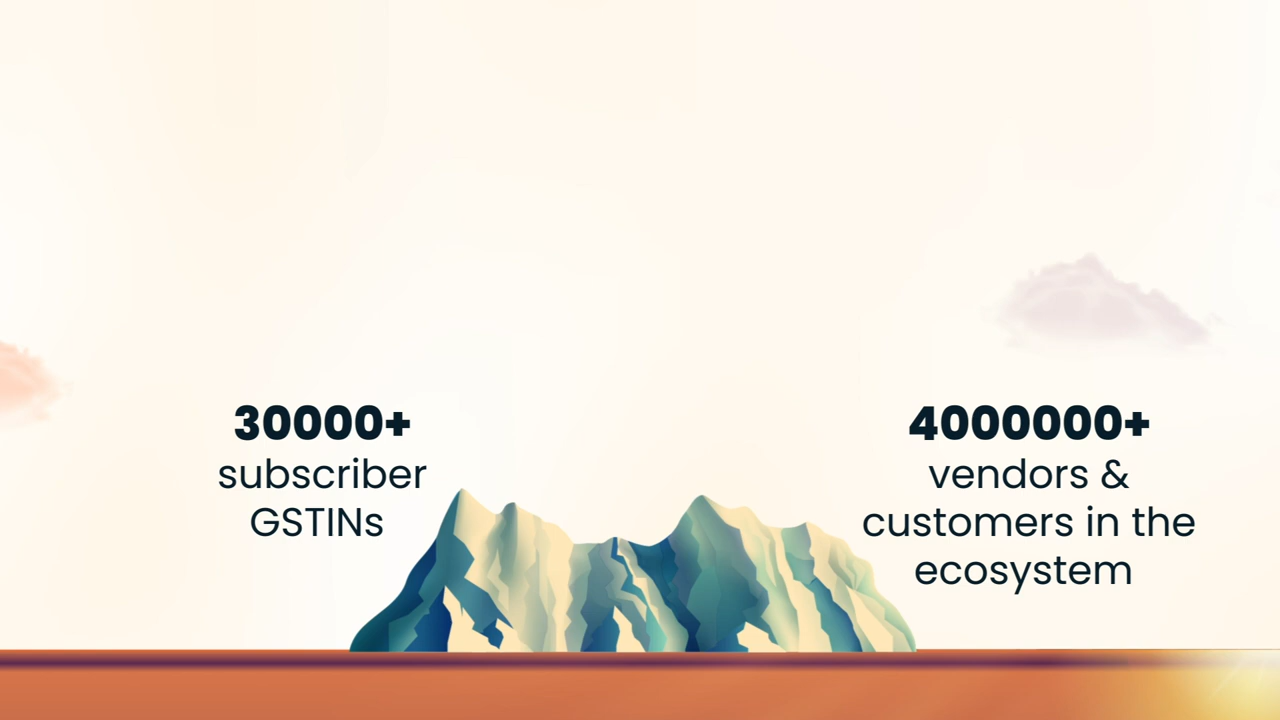 30000+
subscriber
GSTINs
4000000+
vendors &
customers in the
ecosystem